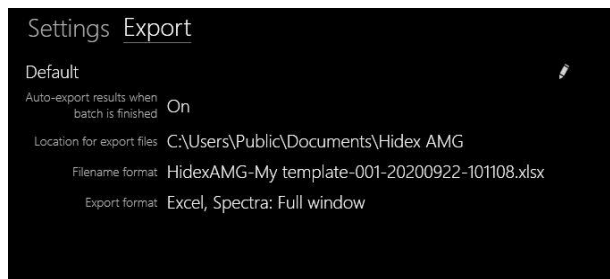 Settings Export
Default
Auto-export results when
batch is finished On
Location for export files C:\Users\Public\Documents\Hidex AMG
Filename format HidexAMG-My template-001-20200922-101108.xlsx
Export format Excel, Spectra: Full window